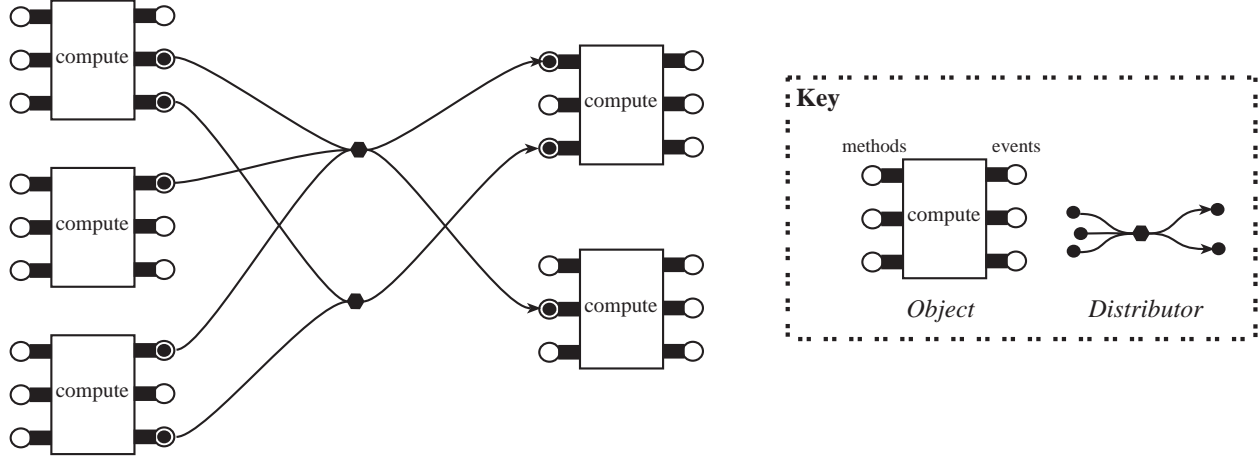 compute
compute
compute
compute
compute
Key
methods
events
compute
Object
Distributor